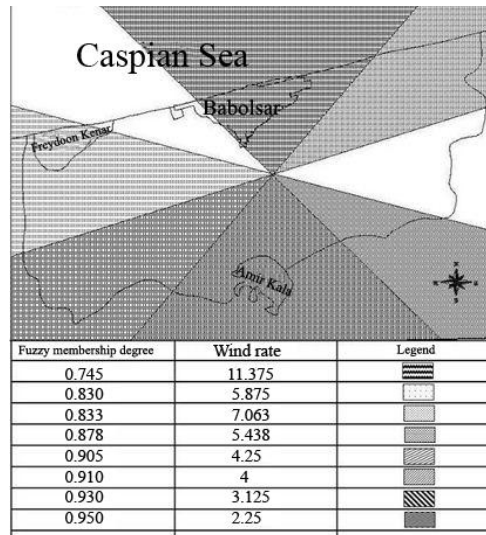 Caspian Sea
Babolsar
Freydoon Kenar
Amir Kala
Fuzzy membership degree Wind rate Legend
0.745 11.375
0.830 5.875
0.833 7.063
0.878 5.438
0.905 4.25
0.910 4
0.930 3.125
0.950 2.25